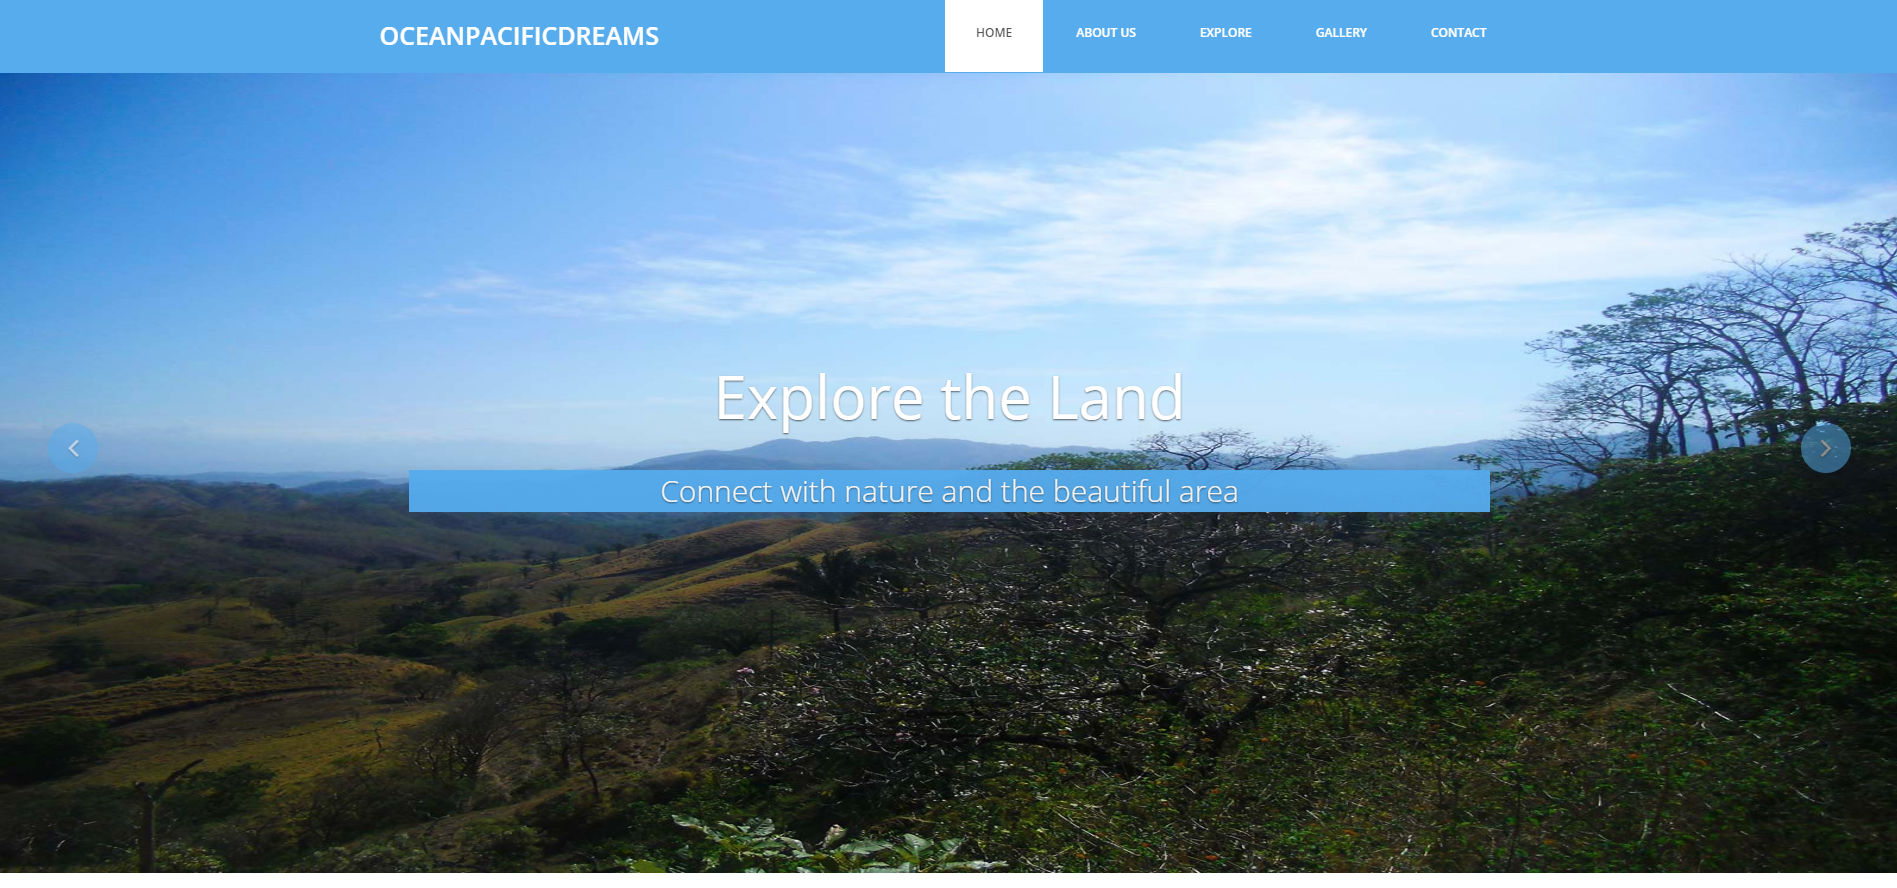 OCEANPACIFICDREAMS
HOME
ABOUT US
EXPLORE
GALLERY
CONTACT
Explore the Land
Connect with nature and the beautiful area